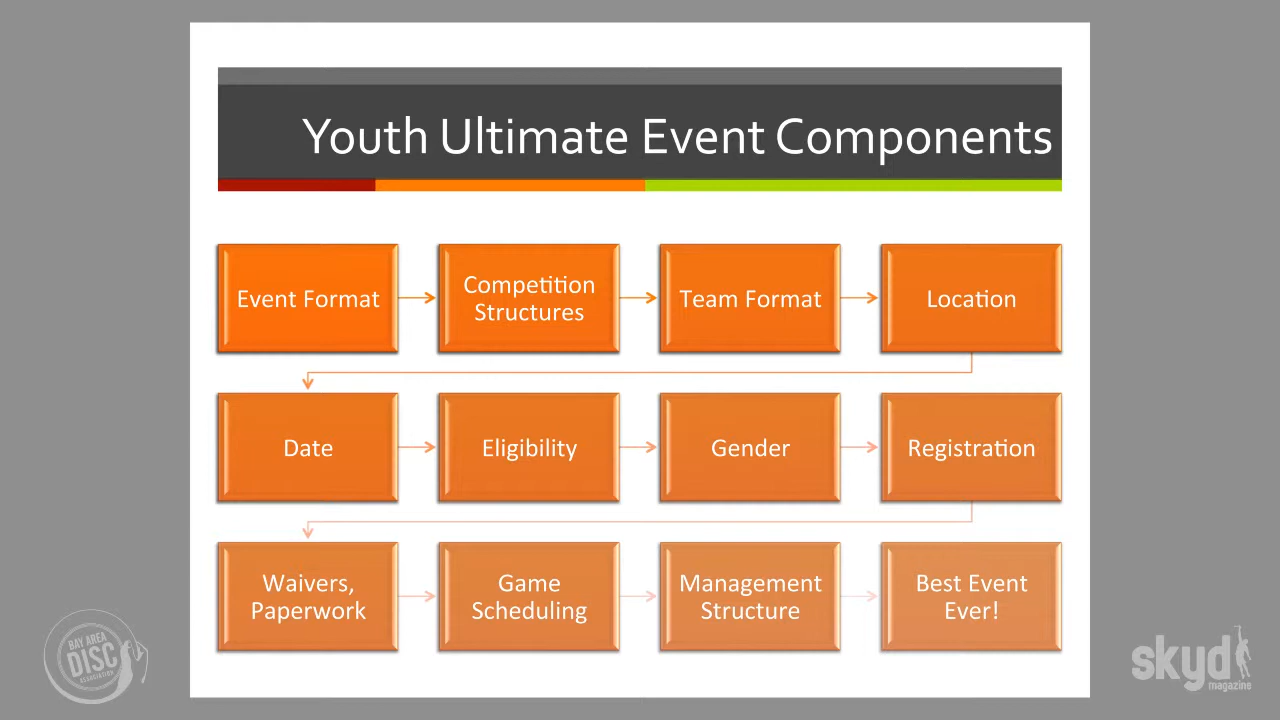 Youth Ultimate Event Components
Event Format
Competition
Structures
Team Format
Location
Date
Eligibility
Gender
Registration
Waivers,
Paperwork
Game
Scheduling
Management
Structure
Best Event
Ever!
BAY AREA
DISC
ASSOCIATION
skyd
magazine